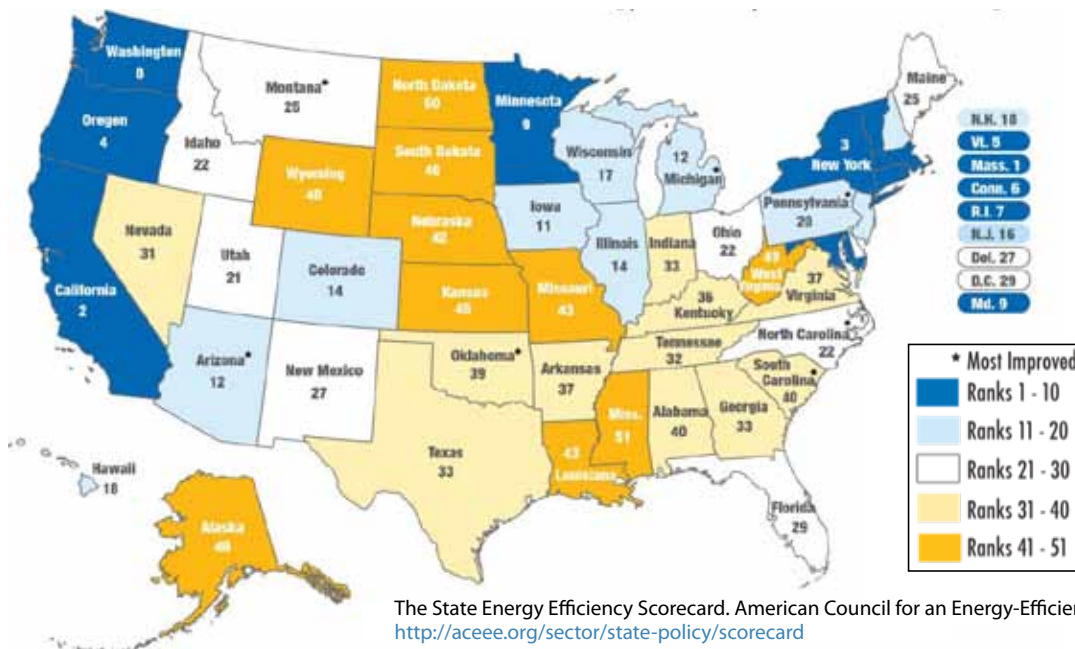 Washington
8
Oregon
4
California
2
Nevada
31
Idaho
22
Montana*
25
Wyoming
Utah
21
Arizona*
12
Colorado
14
New Mexico
27
North Dakota
50
South Dakota
Nebraska
42
Kansas
Oklahoma*
39
Texas
33
Minnesota
9
Iowa
11
Missouri
43
Arkansas
37
43
Louisiana
Wisconsin
17
Illinois
14
12
Michigan*
Indiana
33
Ohio
22
36
Kentucky
Tennessee
32
Miss.
51
Alabama
40
Georgia
33
Florida
29
South
Carolina*
40
North Carolina*
22
37
Virginia
West
Virginia
Pennsylvania*
20
3
New York
Maine
25
N.H. 18
Vt. 5
Mass. 1
Conn. 6
R.I. 7
N.J. 16
Del. 27
D.C. 29
Md. 9
Hawaii
18
Alaska
* Most Improved
Ranks 1 - 10
Ranks 11 - 20
Ranks 21 - 30
Ranks 31 - 40
Ranks 41 - 51
The State Energy Efficiency Scorecard. American Council for an
http://aceee.org/sector/state-policy/scorecard